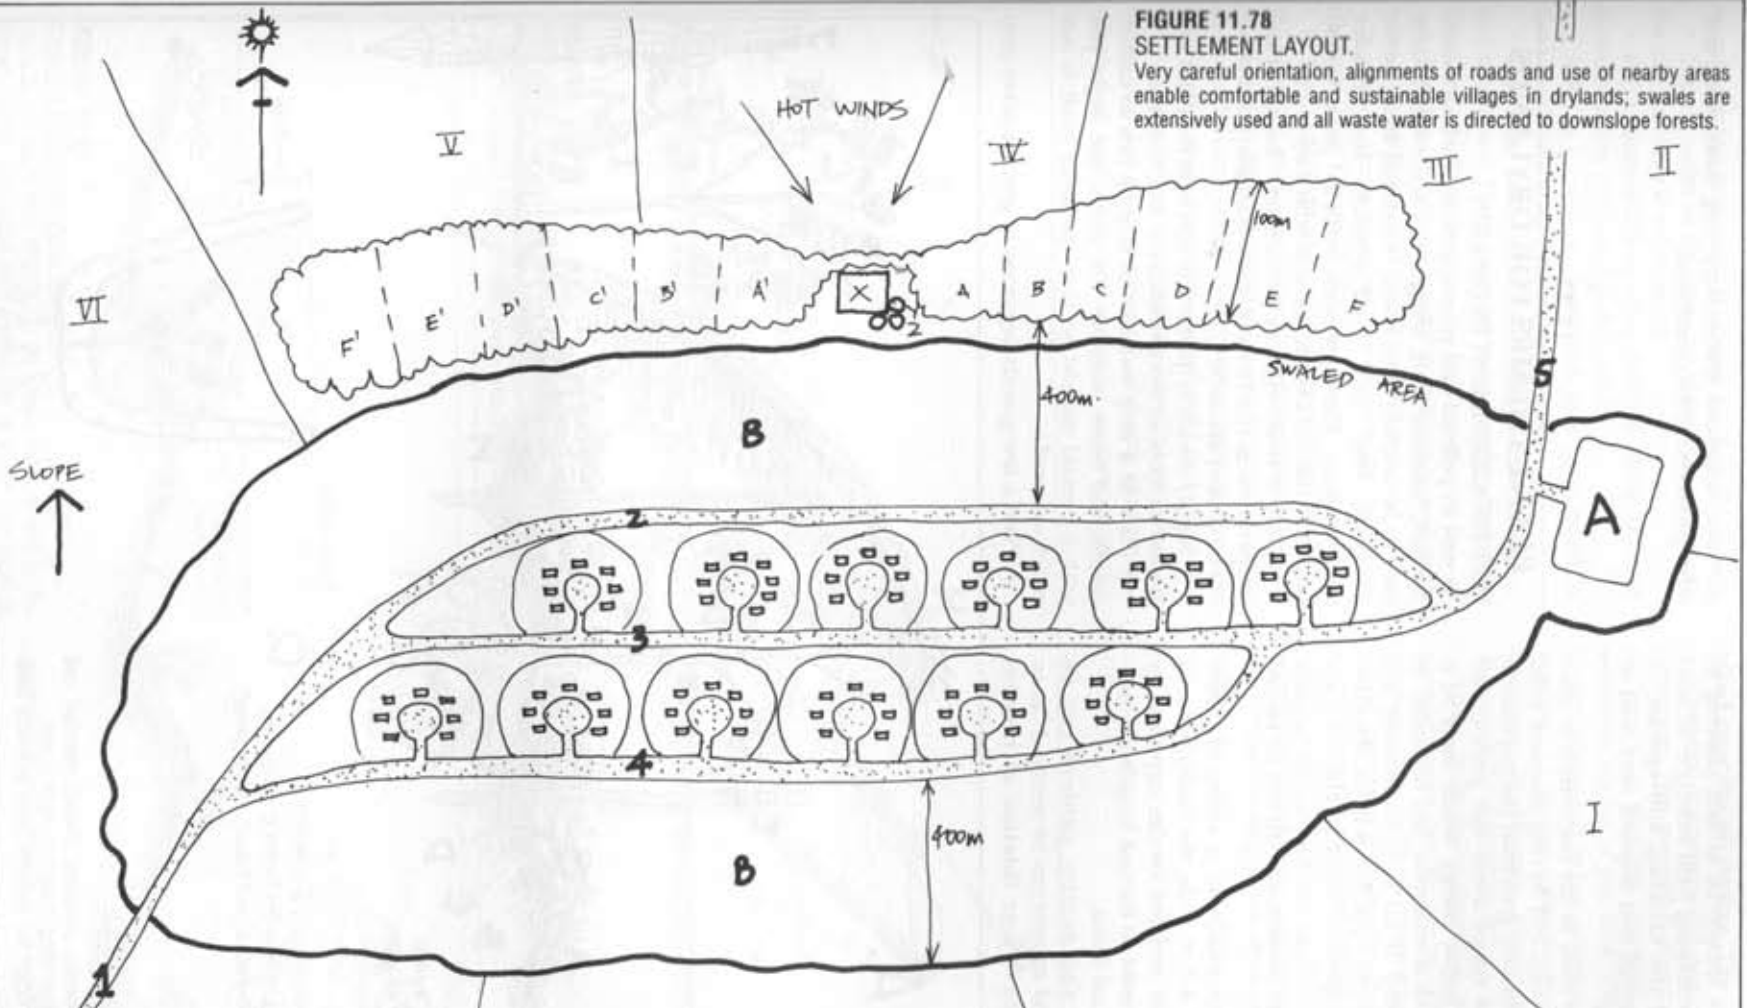 FIGURE 11.78
SETTLEMENT LAYOUT.
Very careful orientation, alignments of roads and use of nearby areas
enable comfortable and sustainable villages in drylands; swales are
extensively used and all waste water is directed to downslope forests.
HOT WINDS
V
IV
III
II
100m
VI
F'
E'
D'
C'
B'
A'
X
2
A
B
C
D
E
F
SWALED AREA
5
400m.
B
SLOPE
2
A
3
4
I
400m
B
1